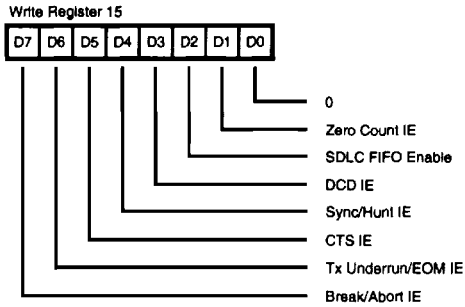 Write Register 15
D7 D6 D5 D4 D3 D2 D1 D0
0
Zero Count IE
SDLC FIFO Enable
DCD IE
Sync/Hunt IE
CTS IE
Tx Underrun/EOM IE
Break/Abort IE